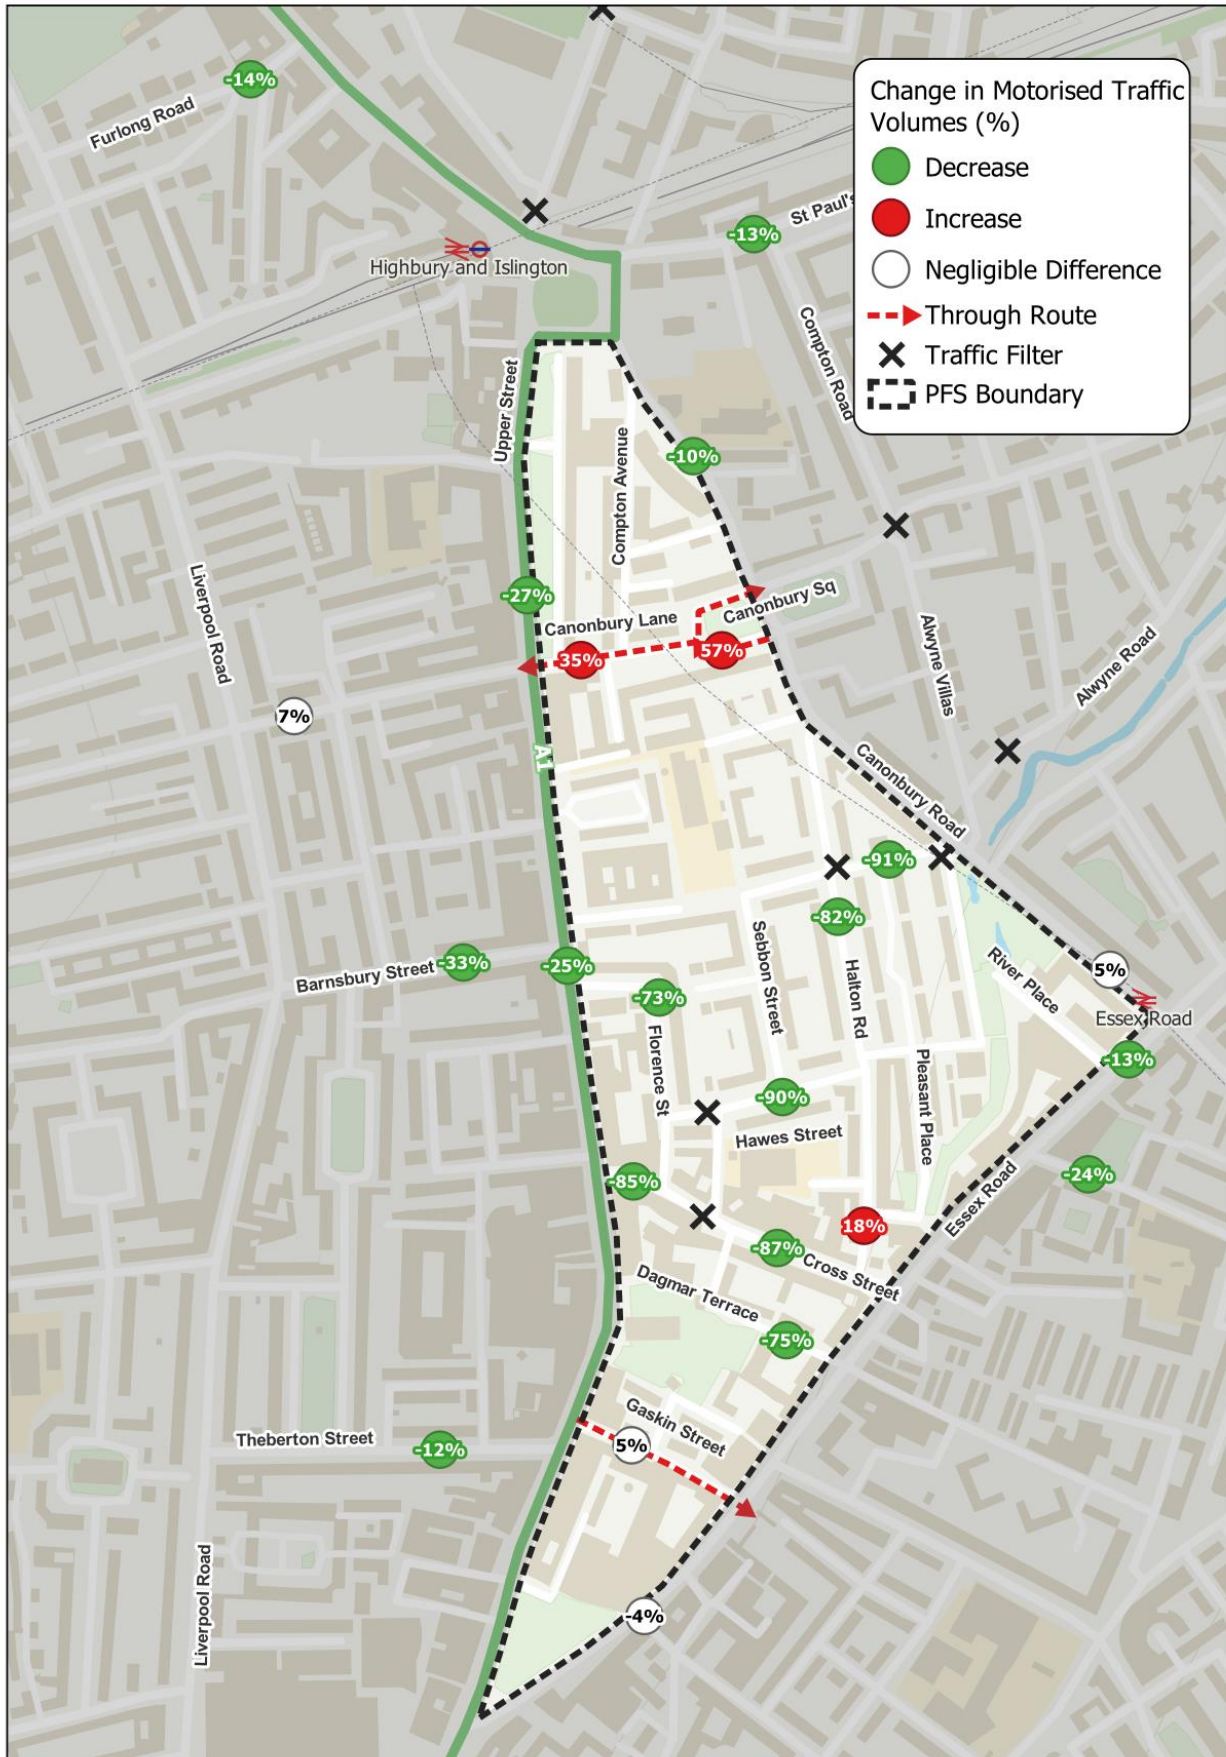 -14%
Furlong Road
Change in Motorised Traffic
Volumes (%)
Decrease
Increase
Negligible Difference
Through Route
Traffic Filter
PFS Boundary
St Paul's
-13%
Highbury and Islington
Compton Road
Upper Street
Compton Avenue
-10%
Liverpool Road
-27%
Canonbury Lane
Canonbury Sq
35%
57%
Alwyne Villas
Alwyne Road
7%
A1
Canonbury Road
-91%
-82%
Sebbon Street
Halton Rd
Barnsbury Street
-33%
-25%
-73%
River Place
5%
Essex Road
Florence St
Pleasant Place
-13%
-90%
Hawes Street
-85%
-24%
Essex Road
18%
-87%
Cross Street
Dagmar Terrace
-75%
Gaskin Street
Theberton Street
-12%
5%
Liverpool Road
-4%